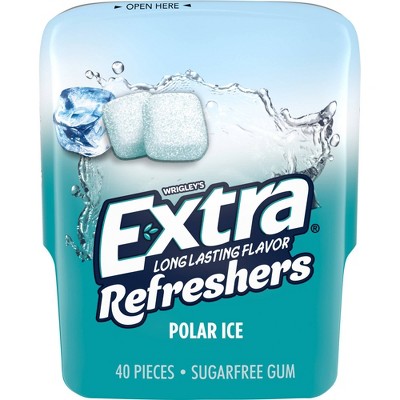 ◄ OPEN HERE ►
WRIGLEY'S
Extra®
LONG LASTING FLAVOR
Refreshers
POLAR ICE
40 PIECES • SUGARFREE GUM